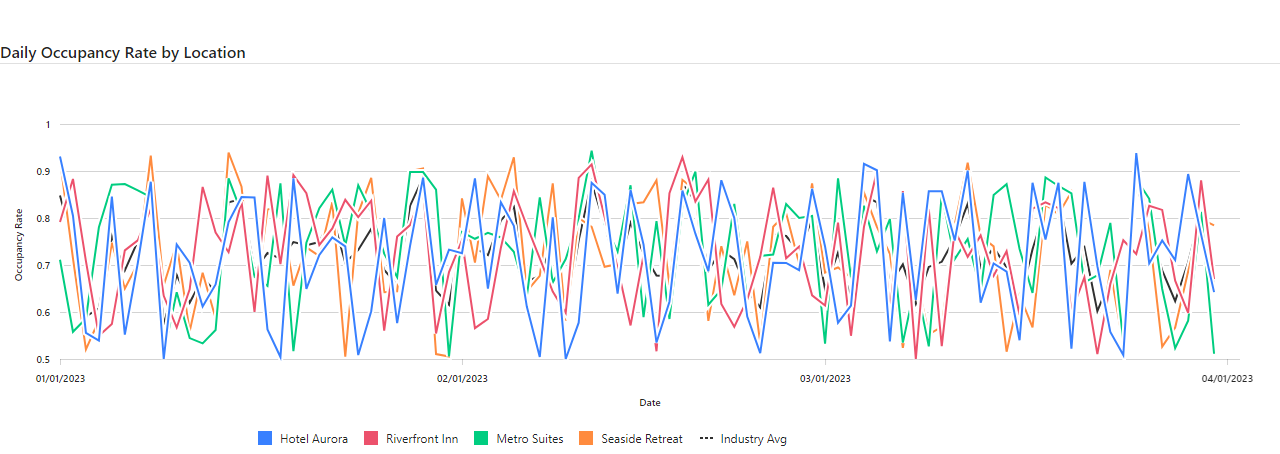 Daily Occupancy Rate by Location
1
0.9
0.8
0.7
0.6
0.5
Occupancy Rate
01/01/2023 02/01/2023 03/01/2023 04/01/2023
Date
Hotel Aurora Riverfront Inn Metro Suites Seaside Retreat Industry Avg